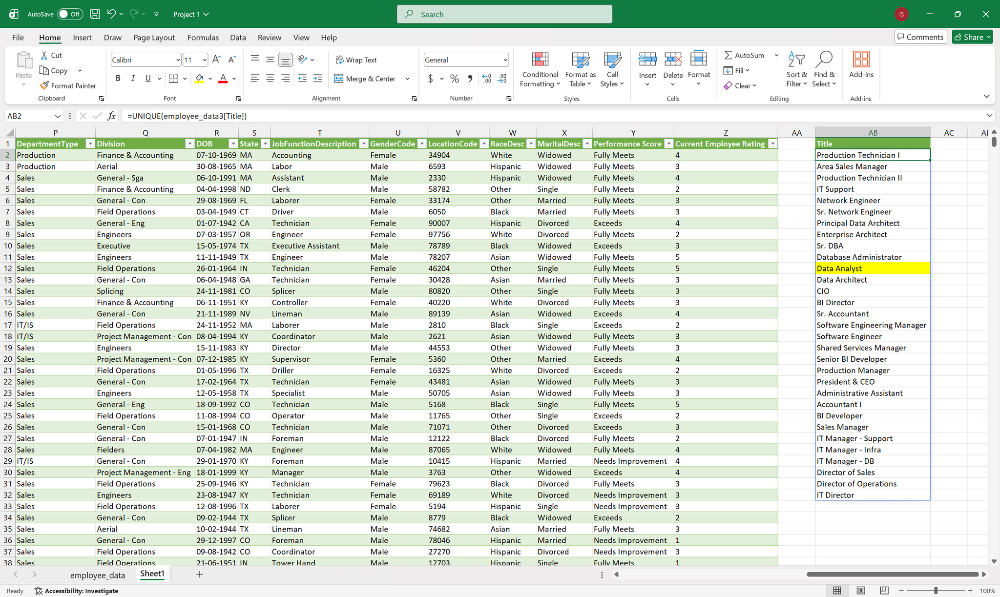 AutoSave Off Project 1 Search IS
File Home Insert Draw Page Layout Formulas Data Review View Help Comments Share
Paste Cut Copy Format Painter Clipboard
Calibri 11 B I U Font
Wrap Text Merge & Center Alignment
General $ % Number
Conditional Formatting Format as Table Cell Styles Styles
Insert Delete Format Cells
AutoSum Fill Clear Sort & Filter Find & Select Editing
Add-ins Add-ins
AB2 fx =UNIQUE(employee_data3[Title])
P Q R S T U V W X Y Z AA AB AC
1 DepartmentType Division DOB State JobFunctionDescription GenderCode LocationCode RaceDesc MaritalDesc Performance Score Current Employee Rating Title
2 Production Finance & Accounting 07-10-1969 MA Accounting Female 34904 White Widowed Fully Meets 4 Production Technician I
3 Production Aerial 30-08-1965 MA Labor Male 6593 Hispanic Widowed Fully Meets 3 Area Sales Manager
4 Sales General - Sga 06-10-1991 MA Assistant Male 2330 Hispanic Widowed Fully Meets 4 Production Technician II
5 Sales Finance & Accounting 04-04-1998 ND Clerk Male 58782 Other Single Fully Meets 2 IT Support
6 Sales General - Con 29-08-1969 FL Laborer Female 33174 Other Married Fully Meets 3 Network Engineer
7 Sales Field Operations 03-04-1949 CT Driver Male 6050 Black Married Fully Meets 3 Sr. Network Engineer
8 Sales General - Eng 01-07-1942 CA Technician Female 90007 Hispanic Divorced Exceeds 4 Principal Data Architect
9 Sales Engineers 07-03-1957 OR Engineer Female 97756 White Divorced Fully Meets 2 Enterprise Architect
10 Sales Executive 15-05-1974 TX Executive Assistant Male 78789 Black Widowed Exceeds 3 Sr. DBA
11 Sales Engineers 11-11-1949 TX Engineer Male 78207 Asian Widowed Fully Meets 5 Database Administrator
12 Sales Field Operations 26-01-1964 IN Technician Female 46204 Other Single Fully Meets 5 Data Analyst
13 Sales General - Con 06-04-1948 GA Technician Female 30428 Asian Married Fully Meets 3 Data Architect
14 Sales Splicing 24-11-1981 CO Splicer Male 80820 Other Single Fully Meets 3 CIO
15 Sales Finance & Accounting 06-11-1951 KY Controller Female 40220 White Divorced Fully Meets 3 BI Director
16 Sales General - Con 21-11-1989 NV Lineman Male 89139 Asian Widowed Exceeds 4 Sr. Accountant
17 IT/IS Field Operations 24-11-1952 MA Laborer Male 2810 Black Single Exceeds 2 Software Engineering Manager
18 IT/IS Project Management - Con 08-04-1994 KY Coordinator Male 2621 Asian Widowed Fully Meets 3 Software Engineer
19 Sales Engineers 15-11-1983 KY Director Male 44553 Other Widowed Fully Meets 3 Shared Services Manager
20 Sales Project Management - Con 07-12-1985 KY Supervisor Female 5360 Other Married Exceeds 4 Senior BI Developer
21 Sales Field Operations 01-05-1996 TX Driller Female 16325 White Divorced Exceeds 2 Production Manager
22 Sales General - Con 17-02-1964 TX Technician Female 43481 Asian Widowed Fully Meets 3 President & CEO
23 Sales Engineers 12-05-1958 TX Specialist Male 50705 Asian Widowed Fully Meets 3 Administrative Assistant
24 Sales General - Eng 18-09-1992 CO Technician Female 5168 Black Single Fully Meets 5 Accountant I
25 Sales Field Operations 11-08-1994 CO Operator Male 11765 Other Single Exceeds 2 BI Developer
26 Sales General - Con 15-01-1968 CO Technician Male 71071 Other Divorced Exceeds 3 Sales Manager
27 Sales General - Con 07-01-1947 IN Foreman Male 12122 Black Divorced Fully Meets 2 IT Manager - Support
28 Sales Fielders 07-04-1982 MA Engineer Male 87065 White Widowed Fully Meets 4 IT Manager - Infra
29 IT/IS General - Con 29-01-1970 KY Foreman Male 10415 Hispanic Married Needs Improvement 4 IT Manager - DB
30 Sales Project Management - Eng 18-01-1999 KY Manager Male 3763 Other Widowed Exceeds 4 Director of Sales
31 Sales Field Operations 25-09-1946 KY Technician Female 79623 Black Divorced Fully Meets 3 Director of Operations
32 Sales Engineers 23-08-1947 KY Technician Female 69189 White Divorced Needs Improvement 3 IT Director
33 Sales Field Operations 12-08-1996 TX Laborer Female 5194 Hispanic Single Needs Improvement 3
34 Sales General - Con 09-02-1944 TX Splicer Male 8779 Black Widowed Exceeds 2
35 Sales Aerial 10-02-1944 TX Lineman Male 74682 Asian Married Fully Meets 3
36 Sales General - Con 29-12-1997 CO Foreman Male 78046 Hispanic Married Needs Improvement 1
37 Sales Field Operations 09-08-1942 CO Coordinator Male 27270 Hispanic Divorced Needs Improvement 3
38 Sales Field Operations 21-06-1951 IN Tower Hand Male 12703 Hispanic Single Fully Meets 1
employee_data Sheet1
Ready Accessibility: Investigate 100%